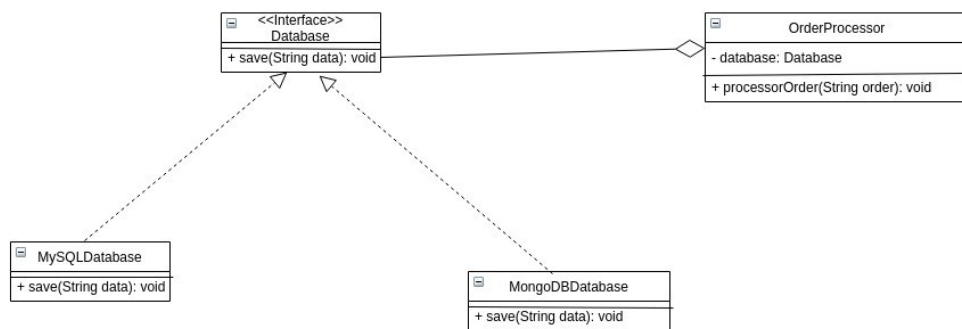 <<Interface>>
Database
+ save(String data): void
OrderProcessor
- database: Database
+ processorOrder(String order): void
MySQLDatabase
+ save(String data): void
MongoDBDatabase
+ save(String data): void